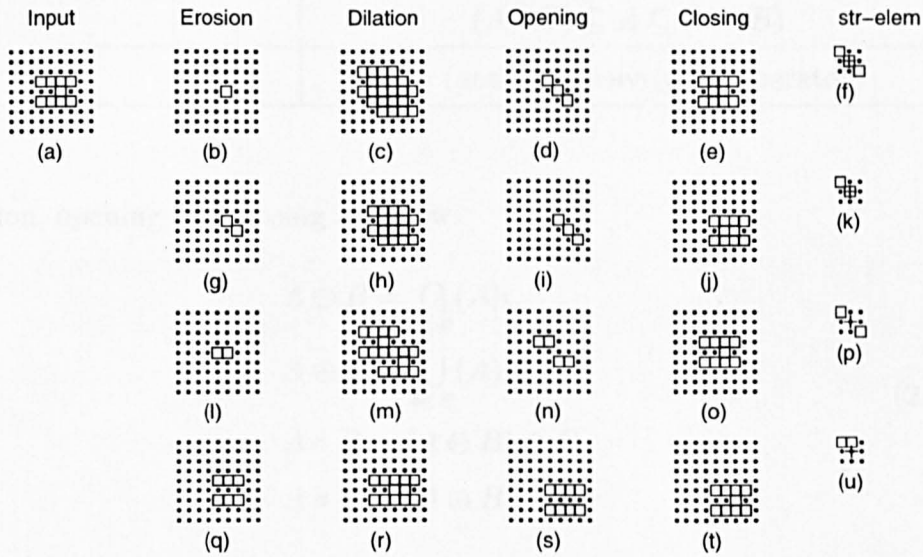 Input Erosion Dilation Opening Closing str-elem
(f)
(a) (b) (c) (d) (e)
(k)
(g) (h) (i) (j)
(p)
(l) (m) (n) (o)
(u)
(q) (r) (s) (t)